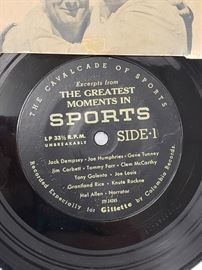 THE CAVALCADE OF SPORTS
Excerpts from
THE GREATEST
MOMENTS IN
SPORTS
LP 33⅓ R.P.M.
UNBREAKABLE
SIDE·1
Jack Dempsey · Joe Humphries · Gene Tunney
Jim Corbett · Tommy Farr · Clem McCarthy
Tony Galento · Joe Louis
Grantland Rice · Knute Rockne
Mel Allen - Narrator
Recorded Especially for Gillette by Columbia Records.